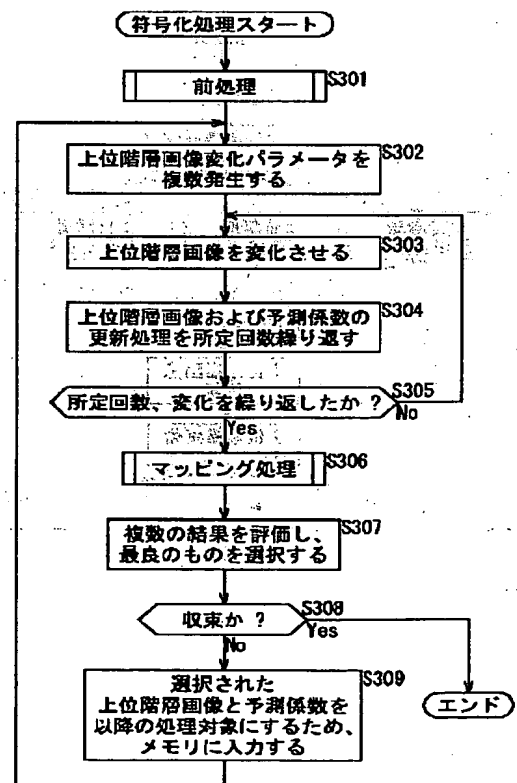 符号化処理スタート
前処理
S301
上位階層画像変化パラメータを
複数発生する
S302
上位階層画像を変化させる
S303
上位階層画像および予測係数の
更新処理を所定回数繰り返す
S304
所定回数、変化を繰り返したか ?
S305
No
Yes
マッピング処理
S306
複数の結果を評価し、
最良のものを選択する
S307
収束か ?
S308
Yes
No
選択された
上位階層画像と予測係数を
以降の処理対象にするため、
メモリに入力する
S309
エンド